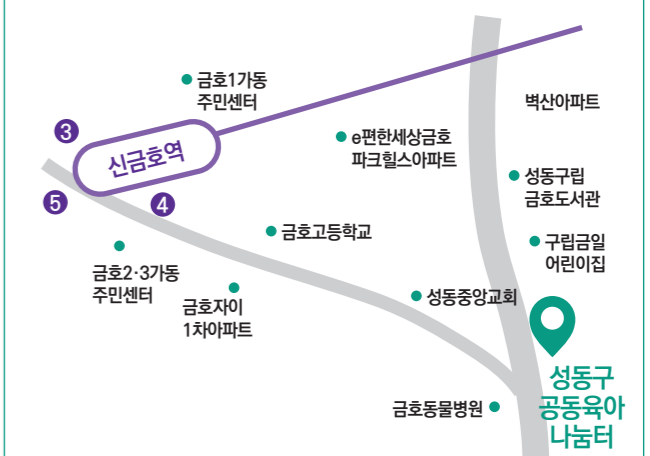 금호1가동
주민센터
벽산아파트
3
신금호역
e편한세상금호
파크힐스아파트
성동구립
금호도서관
5
4
금호고등학교
구립금일
어린이집
금호2·3가동
주민센터
금호자이
1차아파트
성동중앙교회
성동구
공동육아
나눔터
금호동물병원